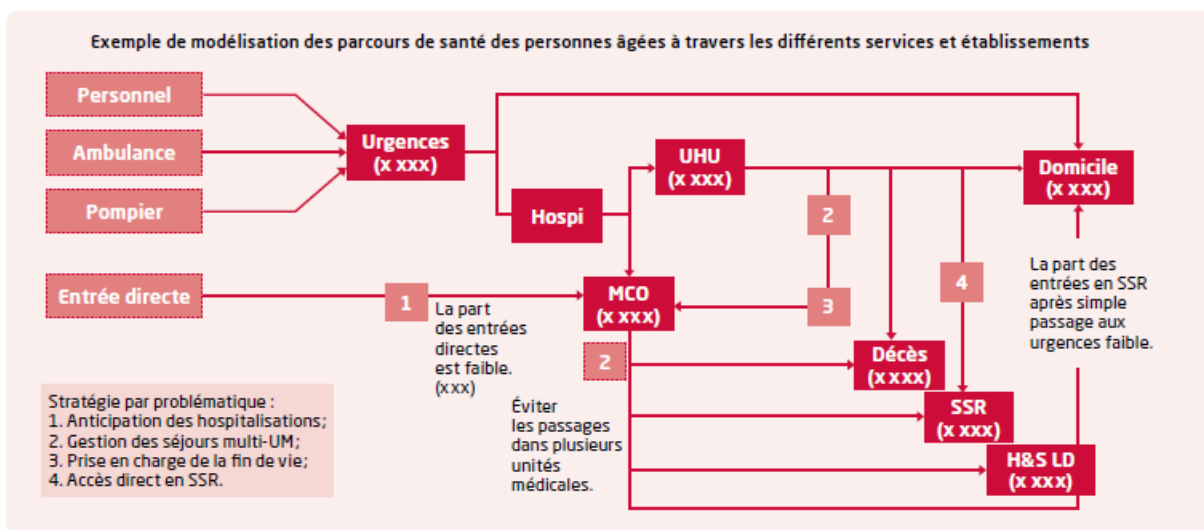 Exemple de modélisation des parcours de santé des personnes âgées à travers les différents services et établissements
Personnel
Ambulance
Pompier
Entrée directe
Urgences
(x xxx)
Hospi
UHU
(x xxx)
Domicile
(x xxx)
2
3
4
1
La part
des entrées
directes
est faible.
(xxx)
MCO
(x xxx)
2
Éviter
les passages
dans plusieurs
unités
médicales.
Décès
(x xxx)
SSR
(x xxx)
H&S LD
(x xxx)
La part des
entrées en SSR
après simple
passage aux
urgences faible.
Stratégie par problématique :
1. Anticipation des hospitalisations;
2. Gestion des séjours multi-UM;
3. Prise en charge de la fin de vie;
4. Accès direct en SSR.